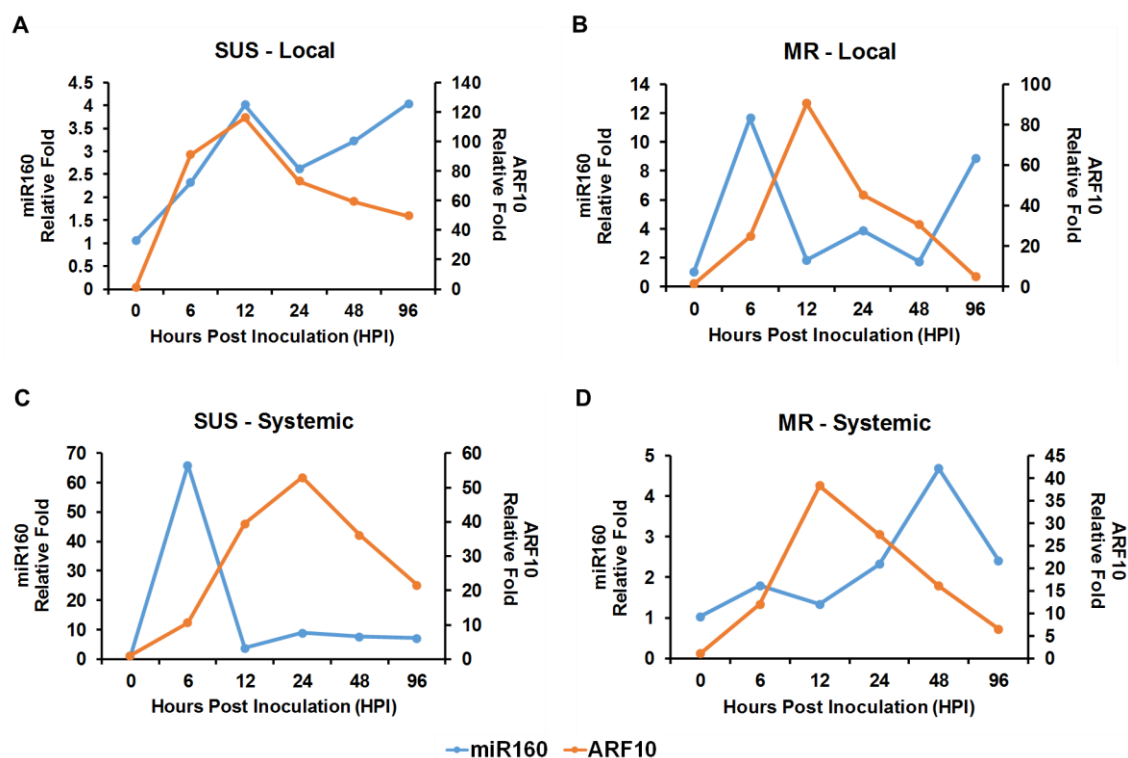 A
SUS - Local
miR160
Relative Fold
4.5
4
3.5
3
2.5
2
1.5
1
0.5
0
140
120
100
80
60
40
20
0
ARF10
Relative Fold
0 6 12 24 48 96
Hours Post Inoculation (HPI)
B
MR - Local
miR160
Relative Fold
14
12
10
8
6
4
2
0
100
80
60
40
20
0
ARF10
Relative Fold
0 6 12 24 48 96
Hours Post Inoculation (HPI)
C
SUS - Systemic
miR160
Relative Fold
70
60
50
40
30
20
10
0
60
50
40
30
20
10
0
ARF10
Relative Fold
0 6 12 24 48 96
Hours Post Inoculation (HPI)
D
MR - Systemic
miR160
Relative Fold
5
4
3
2
1
0
45
40
35
30
25
20
15
10
5
0
ARF10
Relative Fold
0 6 12 24 48 96
Hours Post Inoculation (HPI)
miR160 ARF10